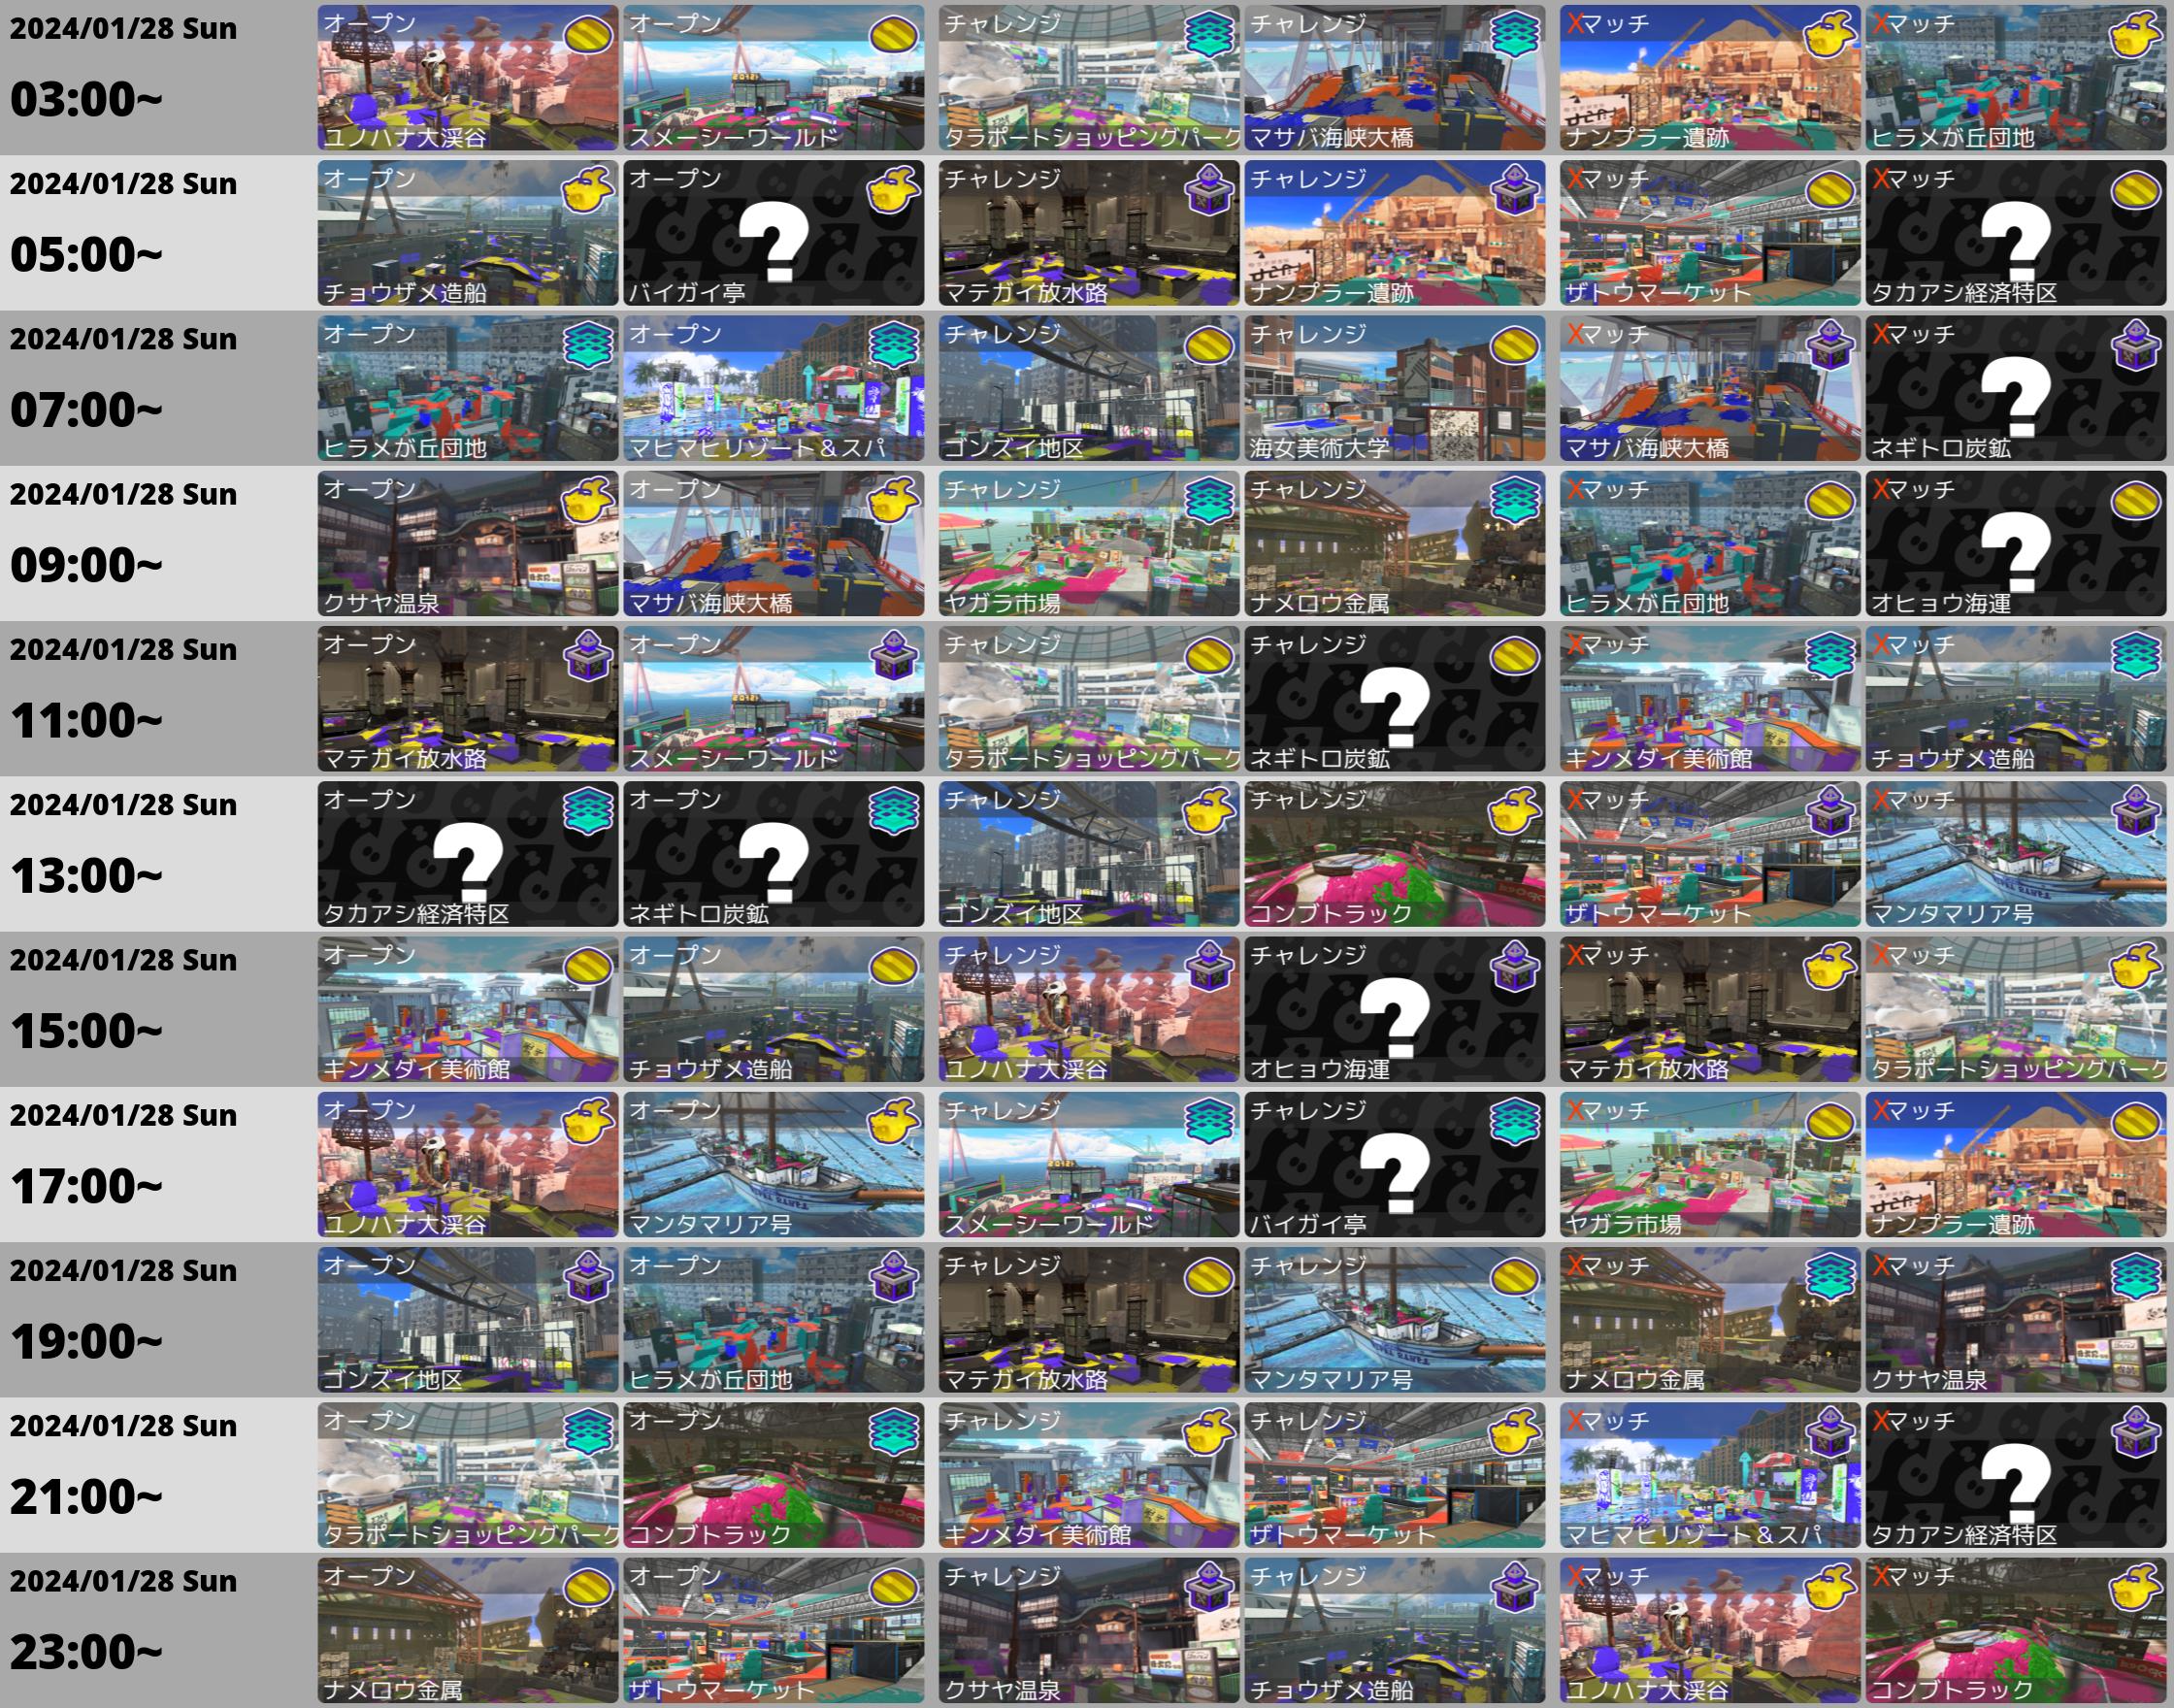 2024/01/28 Sun
03:00~
オープン オープン チャレンジ チャレンジ Xマッチ Xマッチ
ユノハナ大渓谷 スメーシーワールド タラポートショッピングパーク マサバ海峡大橋 ナンプラー遺跡 ヒラメが丘団地
2024/01/28 Sun
05:00~
オープン オープン チャレンジ チャレンジ Xマッチ Xマッチ
チョウザメ造船 バイガイ亭 マテガイ放水路 ナンプラー遺跡 ザトウマーケット タカアシ経済特区
2024/01/28 Sun
07:00~
オープン オープン チャレンジ チャレンジ Xマッチ Xマッチ
ヒラメが丘団地 マヒマヒリゾート&スパ ゴンズイ地区 海女美術大学 マサバ海峡大橋 ネギトロ炭鉱
2024/01/28 Sun
09:00~
オープン オープン チャレンジ チャレンジ Xマッチ Xマッチ
クサヤ温泉 マサバ海峡大橋 ヤガラ市場 ナメロウ金属 ヒラメが丘団地 オヒョウ海運
2024/01/28 Sun
11:00~
オープン オープン チャレンジ チャレンジ Xマッチ Xマッチ
マテガイ放水路 スメーシーワールド タラポートショッピングパーク ネギトロ炭鉱 キンメダイ美術館 チョウザメ造船
2024/01/28 Sun
13:00~
オープン オープン チャレンジ チャレンジ Xマッチ Xマッチ
タカアシ経済特区 ネギトロ炭鉱 ゴンズイ地区 コンブトラック ザトウマーケット マンタマリア号
2024/01/28 Sun
15:00~
オープン オープン チャレンジ チャレンジ Xマッチ Xマッチ
キンメダイ美術館 チョウザメ造船 ユノハナ大渓谷 オヒョウ海運 マテガイ放水路 タラポートショッピングパーク
2024/01/28 Sun
17:00~
オープン オープン チャレンジ チャレンジ Xマッチ Xマッチ
ユノハナ大渓谷 マンタマリア号 スメーシーワールド バイガイ亭 ヤガラ市場 ナンプラー遺跡
2024/01/28 Sun
19:00~
オープン オープン チャレンジ チャレンジ Xマッチ Xマッチ
ゴンズイ地区 ヒラメが丘団地 マテガイ放水路 マンタマリア号 ナメロウ金属 クサヤ温泉
2024/01/28 Sun
21:00~
オープン オープン チャレンジ チャレンジ Xマッチ Xマッチ
タラポートショッピングパーク コンブトラック キンメダイ美術館 ザトウマーケット マヒマヒリゾート&スパ タカアシ経済特区
2024/01/28 Sun
23:00~
オープン オープン チャレンジ チャレンジ Xマッチ Xマッチ
ナメロウ金属 ザトウマーケット クサヤ温泉 チョウザメ造船 ユノハナ大渓谷 コンブトラック